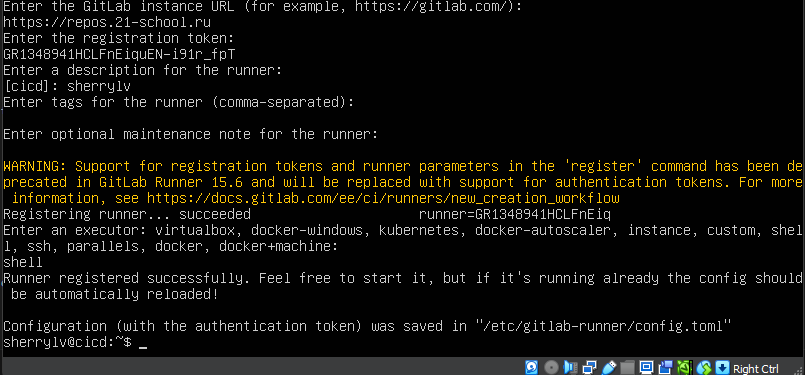 Enter the GitLab instance URL (for example, https://gitlab.com/):
https://repos.21-school.ru
Enter the registration token:
GR1348941HCLFnEiquEN-i91r_fpT
Enter a description for the runner:
[cicd]: sherrylv
Enter tags for the runner (comma-separated):
Enter optional maintenance note for the runner:
WARNING: Support for registration tokens and runner parameters in the 'register' command has been de
precated in GitLab Runner 15.6 and will be replaced with support for authentication tokens. For more
 information, see https://docs.gitlab.com/ee/ci/runners/new_creation_workflow
Registering runner... succeeded                     runner=GR1348941HCLFnEiq
Enter an executor: virtualbox, docker-windows, kubernetes, docker-autoscaler, instance, custom, shel
l, ssh, parallels, docker, docker+machine:
shell
Runner registered successfully. Feel free to start it, but if it's running already the config should
 be automatically reloaded!
Configuration (with the authentication token) was saved in "/etc/gitlab-runner/config.toml"
sherrylv@cicd:~$ _
Right Ctrl